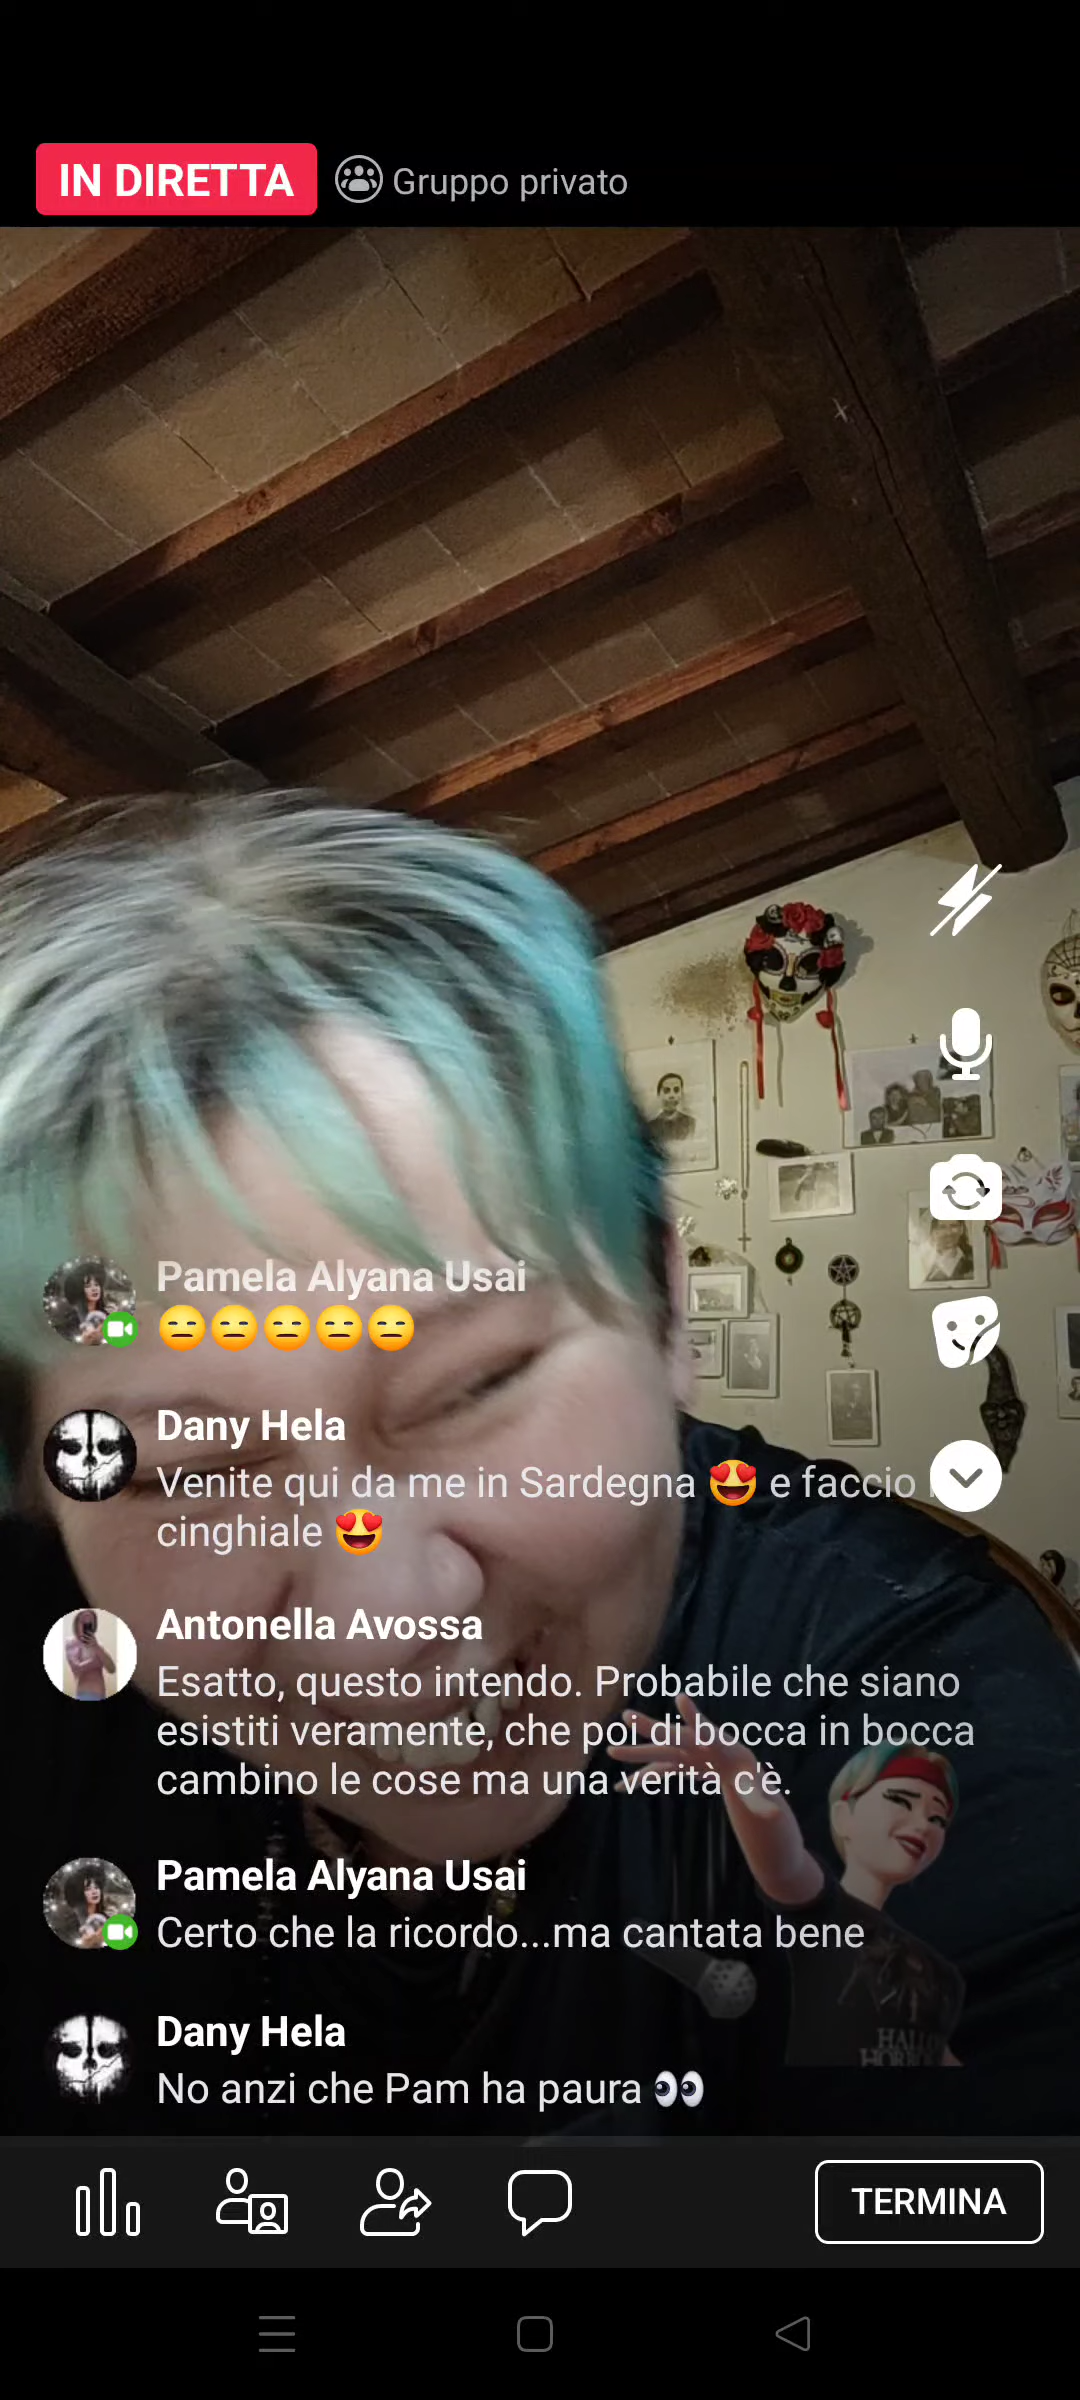 IN DIRETTA
Gruppo privato
Pamela Alyana Usai
😑😑😑😑😑
Dany Hela
Venite qui da me in Sardegna 😍 e faccio
cinghiale 😍
Antonella Avossa
Esatto, questo intendo. Probabile che siano
esistiti veramente, che poi di bocca in bocca
cambino le cose ma una verità c'è.
Pamela Alyana Usai
Certo che la ricordo...ma cantata bene
Dany Hela
No anzi che Pam ha paura 👀
TERMINA